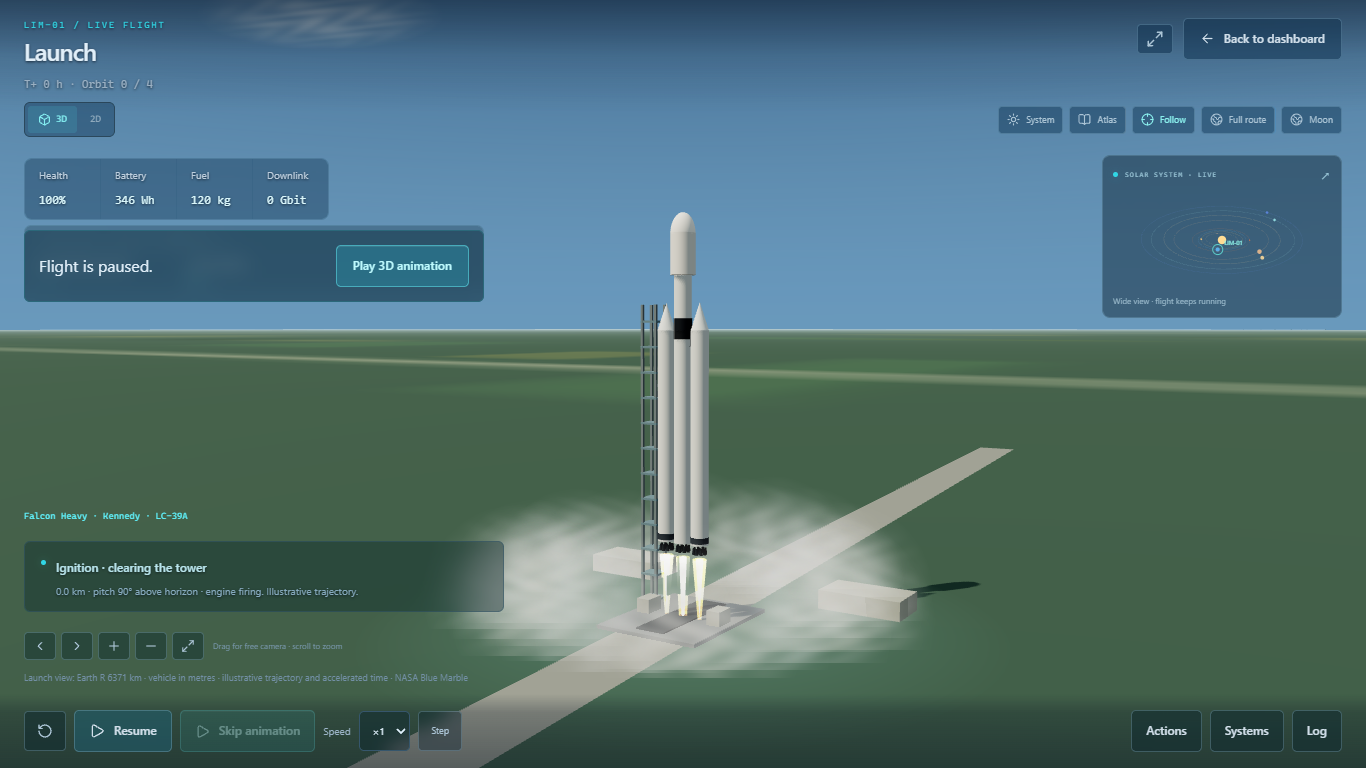 LIM-01 / LIVE FLIGHT
Launch
T+ 0 h · Orbit 0 / 4
3D 2D
Back to dashboard
System Atlas Follow Full route Moon
Health Battery Fuel Downlink
100% 346 Wh 120 kg 0 Gbit
Flight is paused.
Play 3D animation
SOLAR SYSTEM · LIVE
LIM-01
Wide view · flight keeps running
Falcon Heavy · Kennedy · LC-39A
Ignition · clearing the tower
0.0 km · pitch 90° above horizon · engine firing. Illustrative trajectory.
Drag for free camera · scroll to zoom
Launch view: Earth R 6371 km · vehicle in metres · illustrative trajectory and accelerated time · NASA Blue Marble
Resume Skip animation Speed ×1 Step
Actions Systems Log